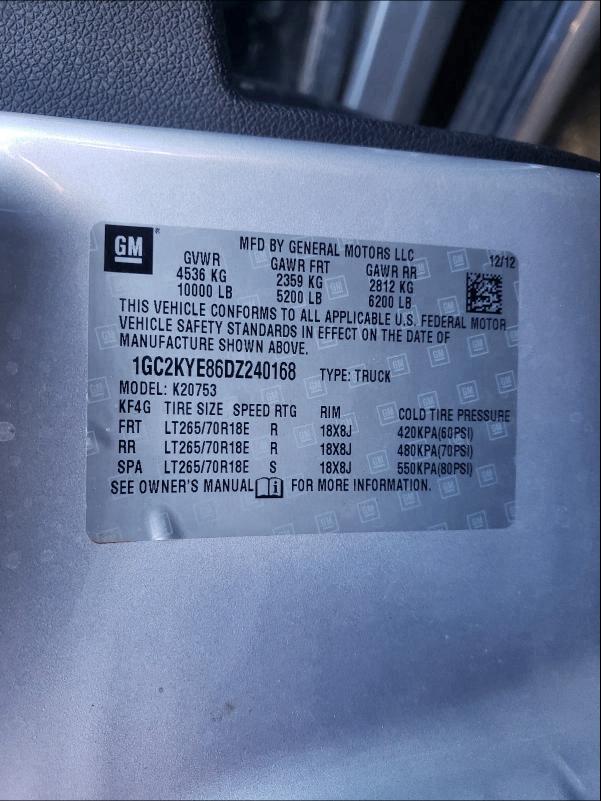 GM
MFD BY GENERAL MOTORS LLC
12/12
GVWR GAWR FRT GAWR RR
4536 KG 2359 KG 2812 KG
10000 LB 5200 LB 6200 LB
THIS VEHICLE CONFORMS TO ALL APPLICABLE U.S. FEDERAL MOTOR
VEHICLE SAFETY STANDARDS IN EFFECT ON THE DATE OF
MANUFACTURE SHOWN ABOVE.
1GC2KYE86DZ240168 TYPE: TRUCK
MODEL: K20753
KF4G TIRE SIZE SPEED RTG RIM COLD TIRE PRESSURE
FRT LT265/70R18E R 18X8J 420KPA(60PSI)
RR LT265/70R18E R 18X8J 480KPA(70PSI)
SPA LT265/70R18E S 18X8J 550KPA(80PSI)
SEE OWNER'S MANUAL FOR MORE INFORMATION.